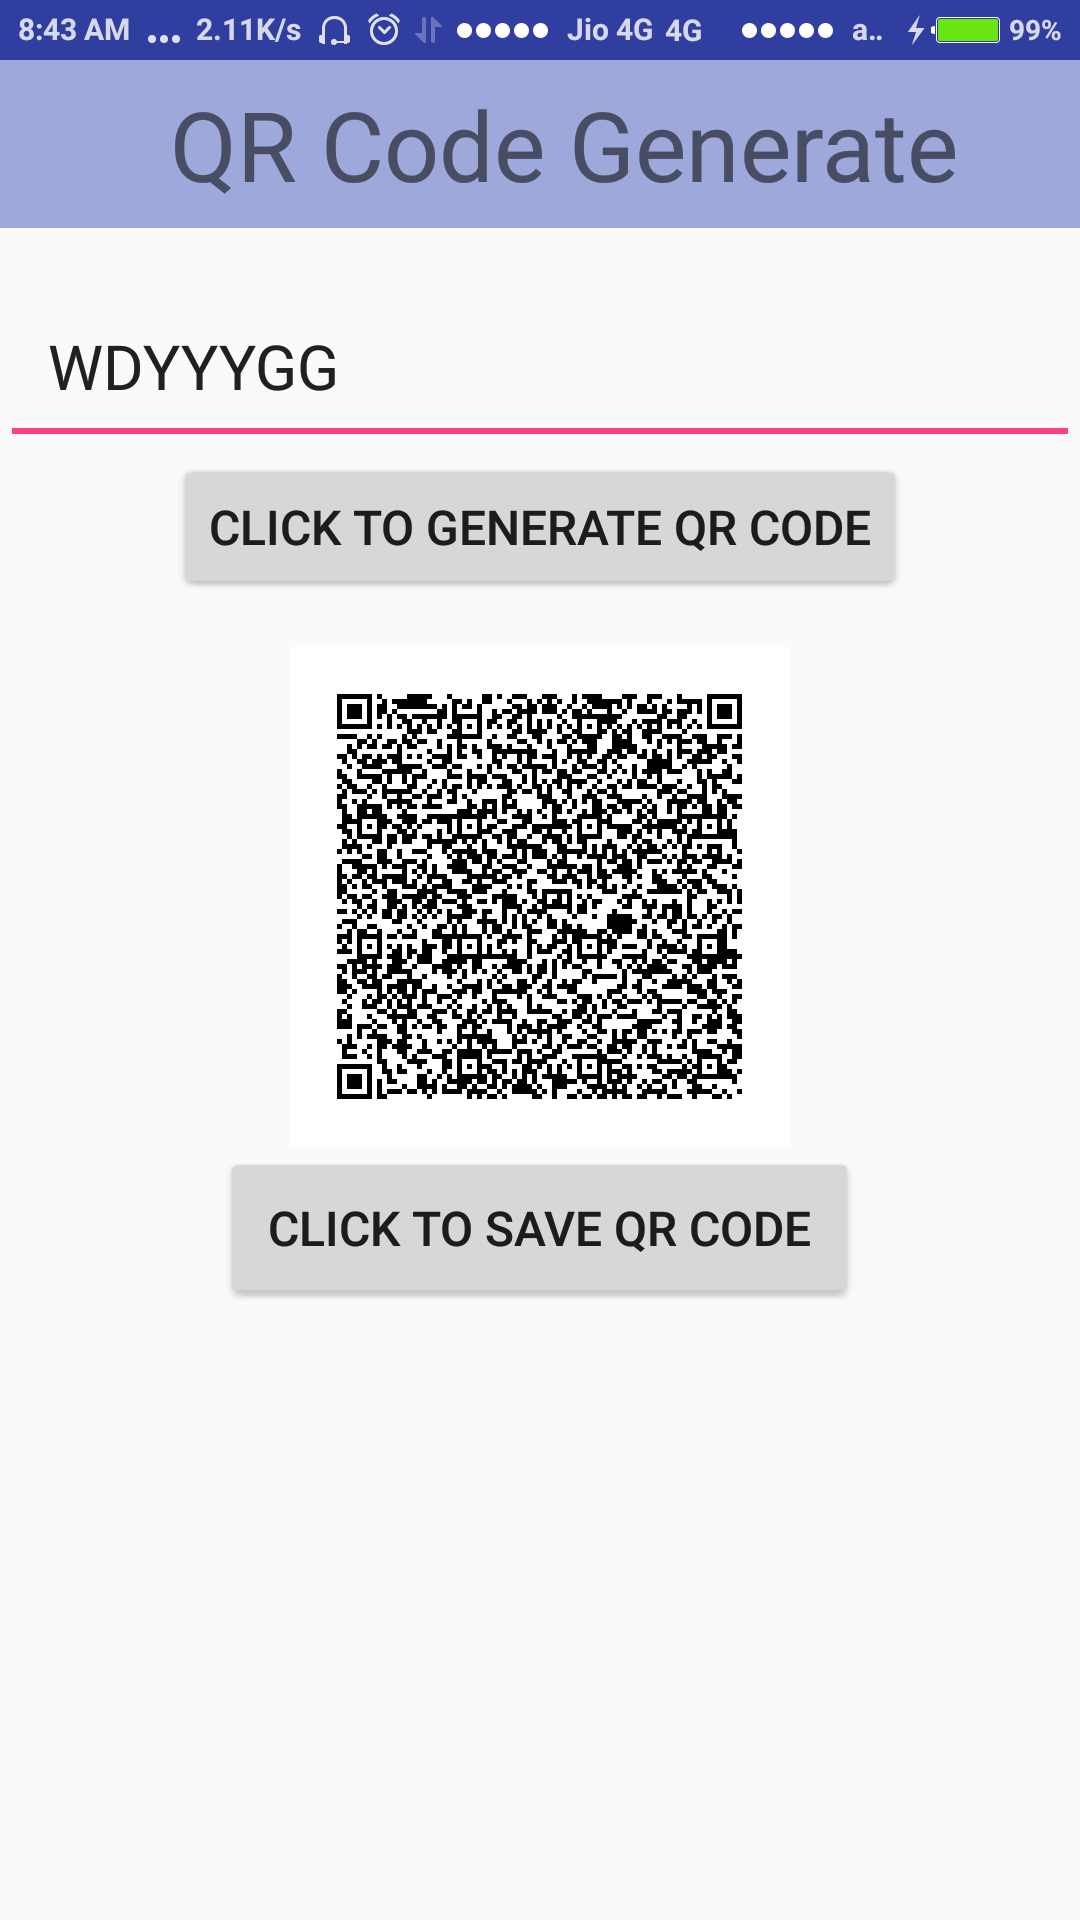 8:43 AM ... 2.11K/s Jio 4G 4G a.. 99%
QR Code Generate
WDYYYGG
CLICK TO GENERATE QR CODE
CLICK TO SAVE QR CODE